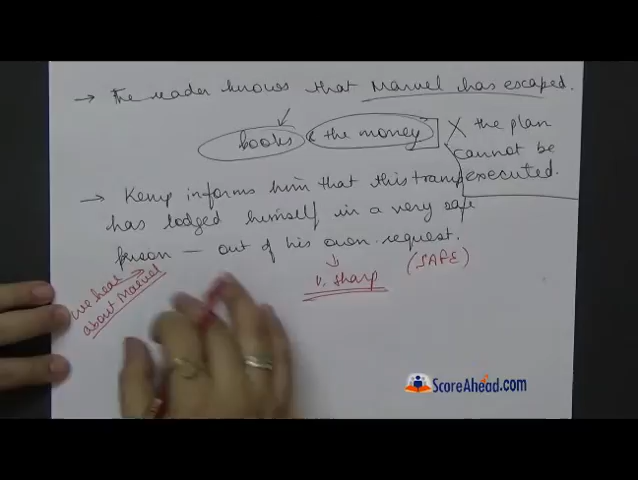 → The reader knows that Marvel has escaped.
books & the money X the plan
cannot be
executed.
→ Kemp informs him that this tramp
has lodged himself in a very safe
prison — out of his own request.
v. sharp (SAFE)
we hear
about Marvel
ScoreAhead.com